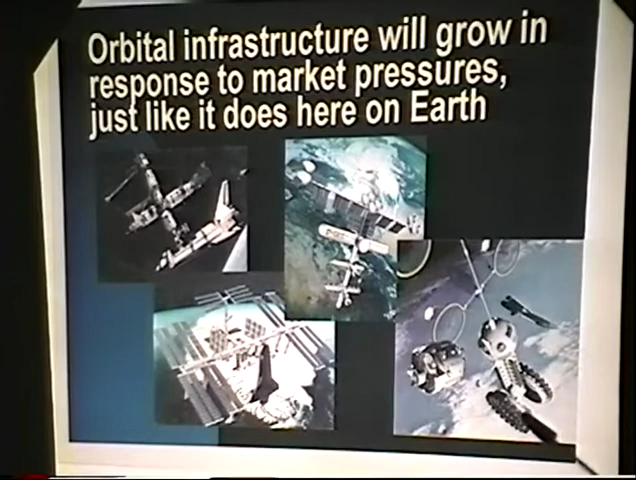 Orbital infrastructure will grow in
response to market pressures,
just like it does here on Earth